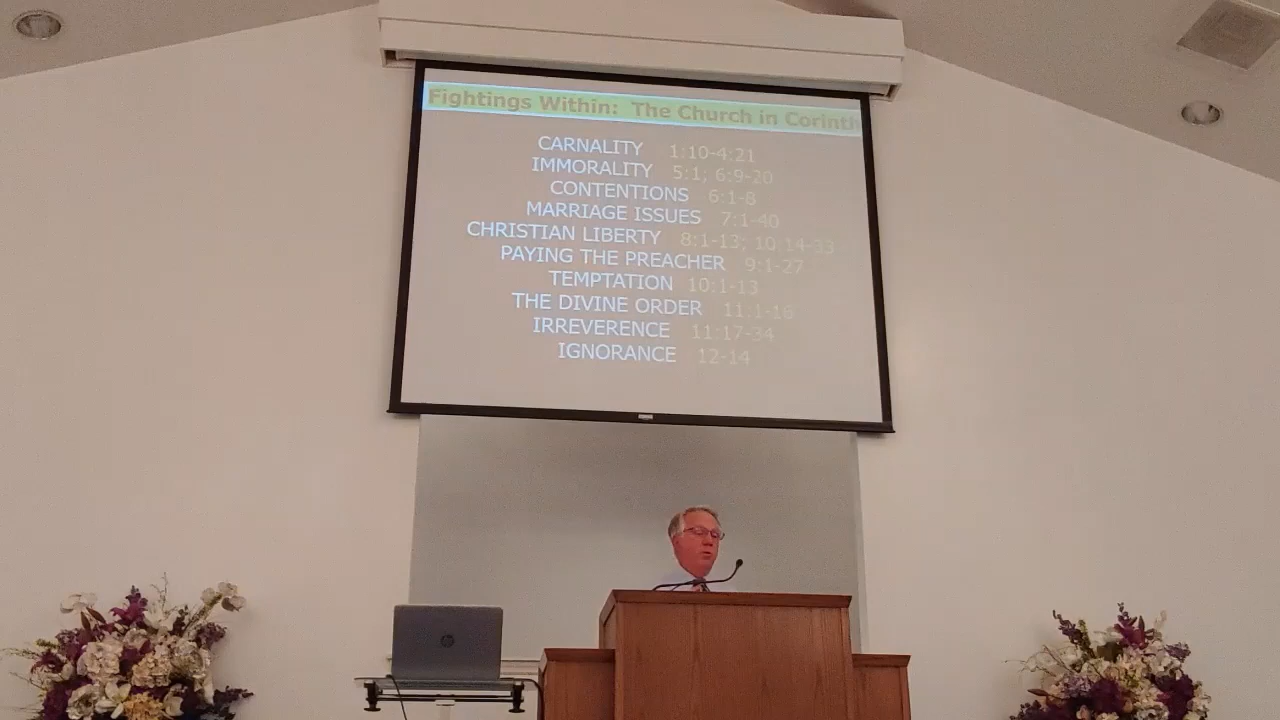 Fightings Within: The Church in Corinth
CARNALITY 1:10-4:21
IMMORALITY 5:1; 6:9-20
CONTENTIONS 6:1-8
MARRIAGE ISSUES 7:1-40
CHRISTIAN LIBERTY 8:1-13; 10:14-33
PAYING THE PREACHER 9:1-27
TEMPTATION 10:1-13
THE DIVINE ORDER 11:1-16
IRREVERENCE 11:17-34
IGNORANCE 12-14
hp